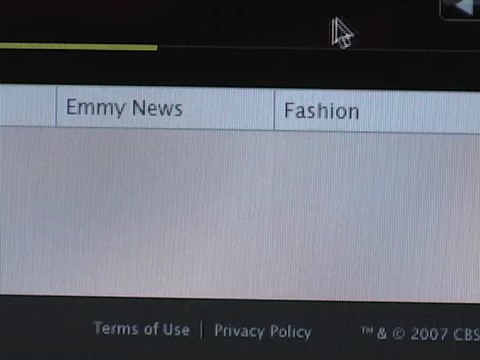 Emmy News Fashion
Terms of Use | Privacy Policy ™ & © 2007 CBS